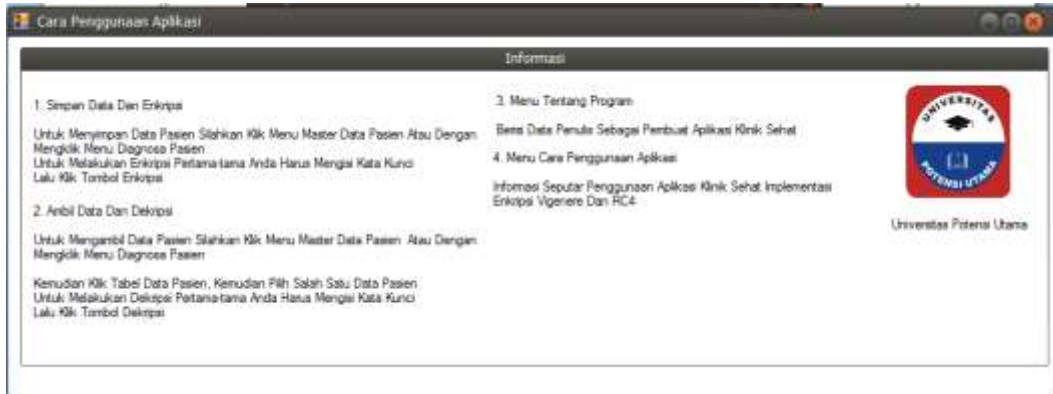 Cara Penggunaan Aplikasi
Informasi
1. Simpan Data Dan Enkripsi
Untuk Menyimpan Data Pasien Silahkan Klik Menu Master Data Pasien Atau Dengan
Mengklik Menu Diagnosa Pasien
Untuk Melakukan Enkripsi Pertama-tama Anda Harus Mengisi Kata Kunci
Lalu Klik Tombol Enkripsi
2. Ambil Data Dan Dekripsi
Untuk Mengambil Data Pasien Silahkan Klik Menu Master Data Pasien Atau Dengan
Mengklik Menu Diagnosa Pasien
Kemudian Klik Tabel Data Pasien, Kemudian Pilih Salah Satu Data Pasien
Untuk Melakukan Dekripsi Pertama-tama Anda Harus Mengisi Kata Kunci
Lalu Klik Tombol Dekripsi
3. Menu Tentang Program
Berisi Data Penulis Sebagai Pembuat Aplikasi Klinik Sehat
4. Menu Cara Penggunaan Aplikasi
Informasi Seputar Penggunaan Aplikasi Klinik Sehat Implementasi
Enkripsi Vigenere Dan RC4
UNIVERSITAS
POTENSI UTAMA
Universitas Potensi Utama